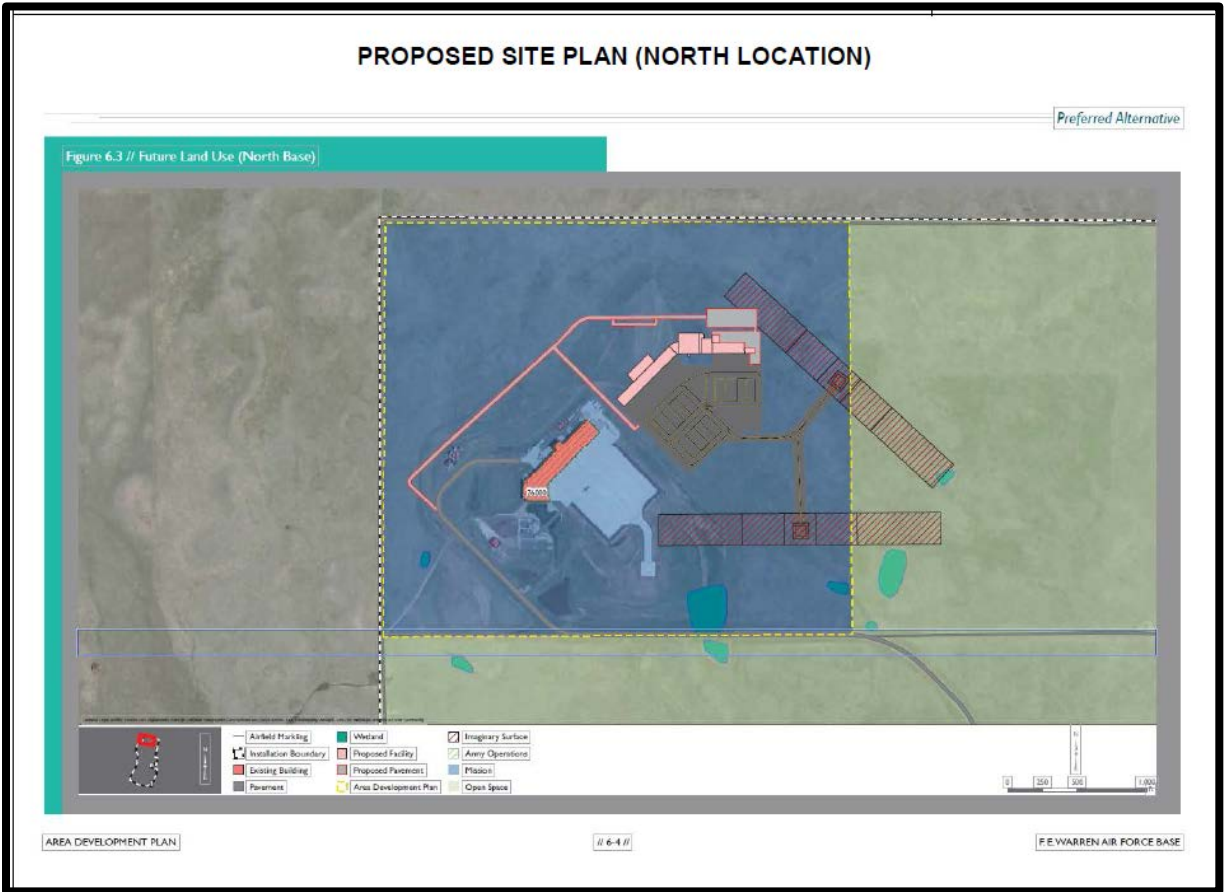 PROPOSED SITE PLAN (NORTH LOCATION)
Preferred Alternative
Figure 6.3 // Future Land Use (North Base)
Airfield Marking
Installation Boundary
Existing Building
Pavement
Wetland
Proposed Facility
Proposed Pavement
Area Development Plan
Imaginary Surface
Army Operations
Mission
Open Space
0 250 500 1,000
AREA DEVELOPMENT PLAN
// 6-4 //
F. E. WARREN AIR FORCE BASE